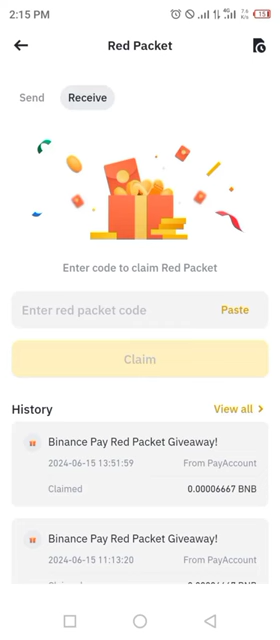 2:15 PM
Red Packet
Send
Receive
Enter code to claim Red Packet
Enter red packet code
Paste
Claim
History
View all
Binance Pay Red Packet Giveaway!
2024-06-15 13:51:59
From PayAccount
Claimed
0.00006667 BNB
Binance Pay Red Packet Giveaway!
2024-06-15 11:13:20
From PayAccount